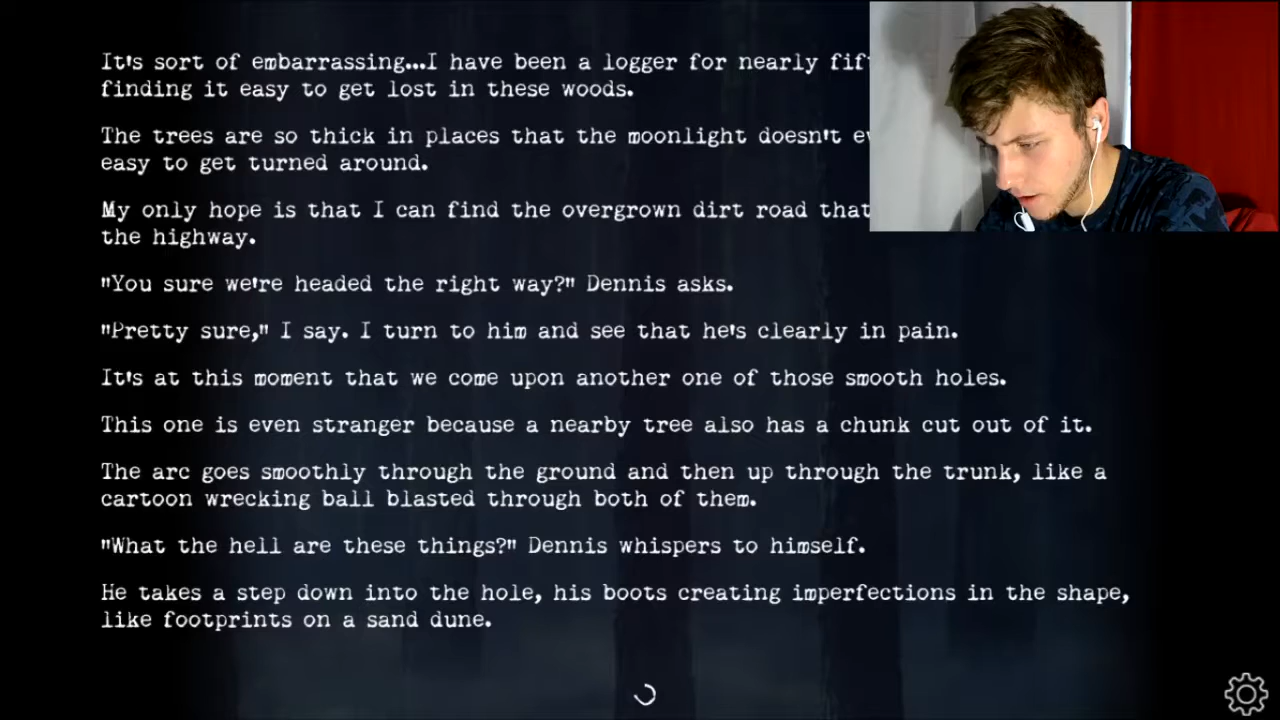 It's sort of embarrassing...I have been a logger for nearly
finding it easy to get lost in these woods.
The trees are so thick in places that the moonlight doesn't
easy to get turned around.
My only hope is that I can find the overgrown dirt road that
the highway.
"You sure we're headed the right way?" Dennis asks.
"Pretty sure," I say. I turn to him and see that he's clearly in pain.
It's at this moment that we come upon another one of those smooth holes.
This one is even stranger because a nearby tree also has a chunk cut out of it.
The arc goes smoothly through the ground and then up through the trunk, like a
cartoon wrecking ball blasted through both of them.
"What the hell are these things?" Dennis whispers to himself.
He takes a step down into the hole, his boots creating imperfections in the shape,
like footprints on a sand dune.